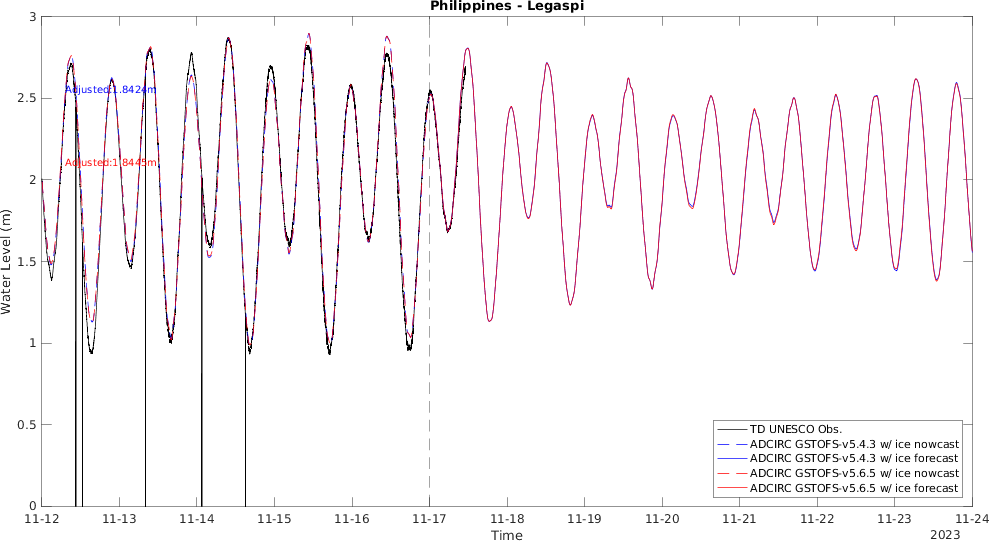 Philippines - Legaspi
Water Level (m)
3
2.5
2
1.5
1
0.5
0
Adjusted:1.8424m
Adjusted:1.8445m
TD UNESCO Obs.
ADCIRC GSTOFS-v5.4.3 w/ ice nowcast
ADCIRC GSTOFS-v5.4.3 w/ ice forecast
ADCIRC GSTOFS-v5.6.5 w/ ice nowcast
ADCIRC GSTOFS-v5.6.5 w/ ice forecast
11-12 11-13 11-14 11-15 11-16 11-17 11-18 11-19 11-20 11-21 11-22 11-23 11-24
Time
2023